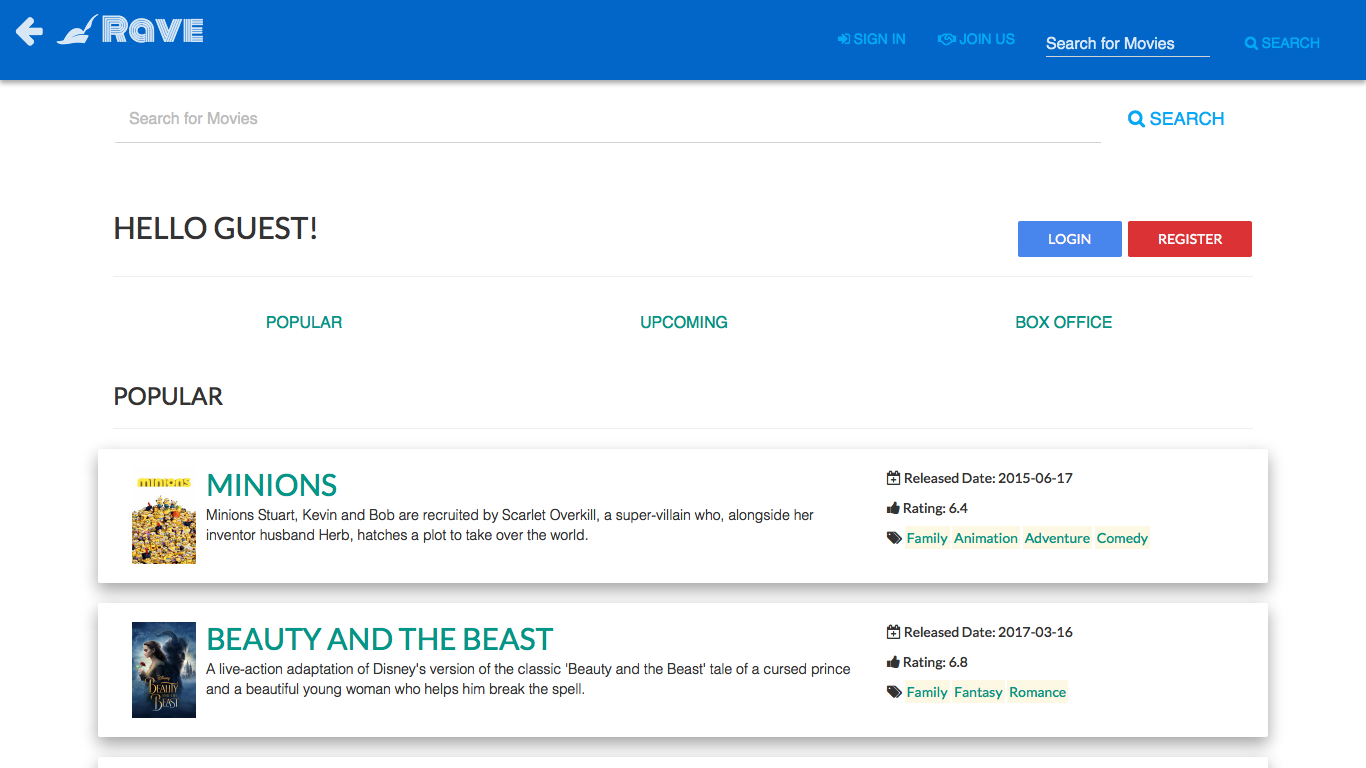 Rave
SIGN IN
JOIN US
Search for Movies
SEARCH
Search for Movies
SEARCH
HELLO GUEST!
LOGIN
REGISTER
POPULAR
UPCOMING
BOX OFFICE
POPULAR
minions
MINIONS
Minions Stuart, Kevin and Bob are recruited by Scarlet Overkill, a super-villain who, alongside her
inventor husband Herb, hatches a plot to take over the world.
Released Date: 2015-06-17
Rating: 6.4
Family Animation Adventure Comedy
Disney
BEAUTY
AND THE
BEAST
BEAUTY AND THE BEAST
A live-action adaptation of Disney's version of the classic 'Beauty and the Beast' tale of a cursed prince
and a beautiful young woman who helps him break the spell.
Released Date: 2017-03-16
Rating: 6.8
Family Fantasy Romance